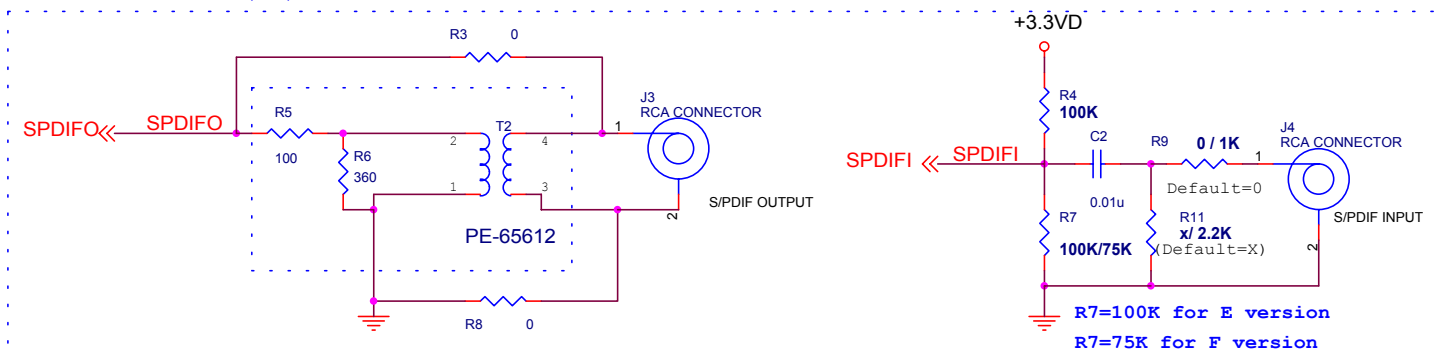 R3 0
SPDIFO
SPDIFO
R5
100
R6
360
2
1
T2
4
3
PE-65612
1
J3
RCA CONNECTOR
2
S/PDIF OUTPUT
R8 0
+3.3VD
R4
100K
SPDIFI
SPDIFI
C2
0.01u
R9
0 / 1K
Default=0
1
J4
RCA CONNECTOR
R7
100K/75K
R11
x/ 2.2K
(Default=X)
2
S/PDIF INPUT
R7=100K for E version
R7=75K for F version